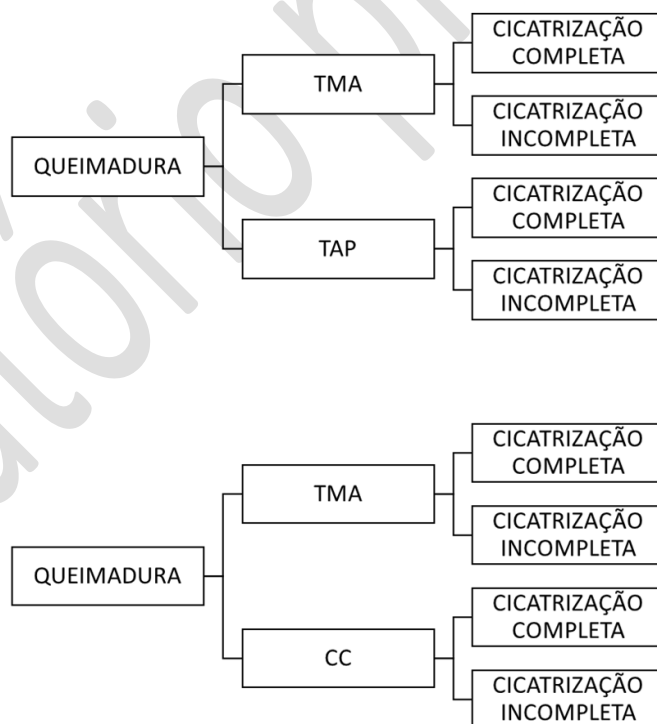 CICATRIZAÇÃO
COMPLETA
TMA
CICATRIZAÇÃO
INCOMPLETA
QUEIMADURA
CICATRIZAÇÃO
COMPLETA
TAP
CICATRIZAÇÃO
INCOMPLETA
CICATRIZAÇÃO
COMPLETA
TMA
CICATRIZAÇÃO
INCOMPLETA
QUEIMADURA
CICATRIZAÇÃO
COMPLETA
CC
CICATRIZAÇÃO
INCOMPLETA